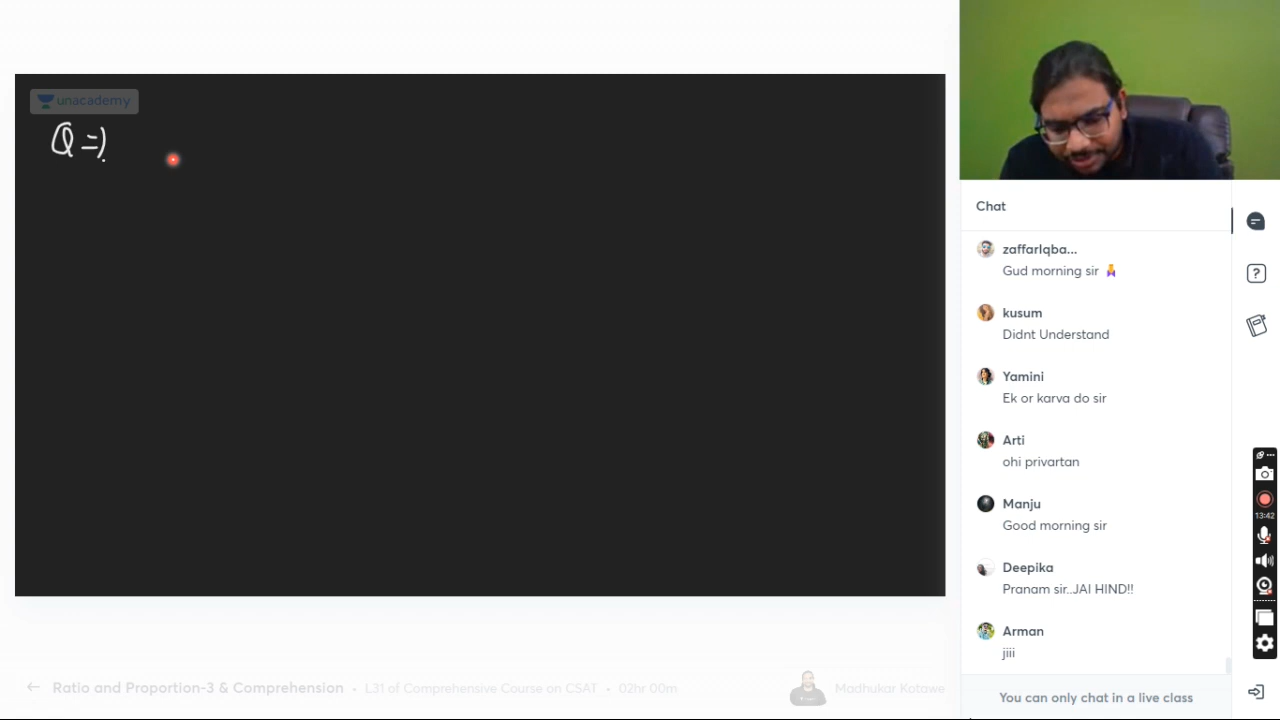 unacademy
Q =)
Chat
zaffarIqba...
Gud morning sir 🙏
kusum
Didnt Understand
Yamini
Ek or karva do sir
Arti
ohi privartan
Manju
Good morning sir
13:42
Deepika
Pranam sir..JAI HIND!!
Arman
jiii
← Ratio and Proportion-3 & Comprehension • L31 of Comprehensive Course on CSAT • 02hr 00m
Madhukar Kotawe
You can only chat in a live class